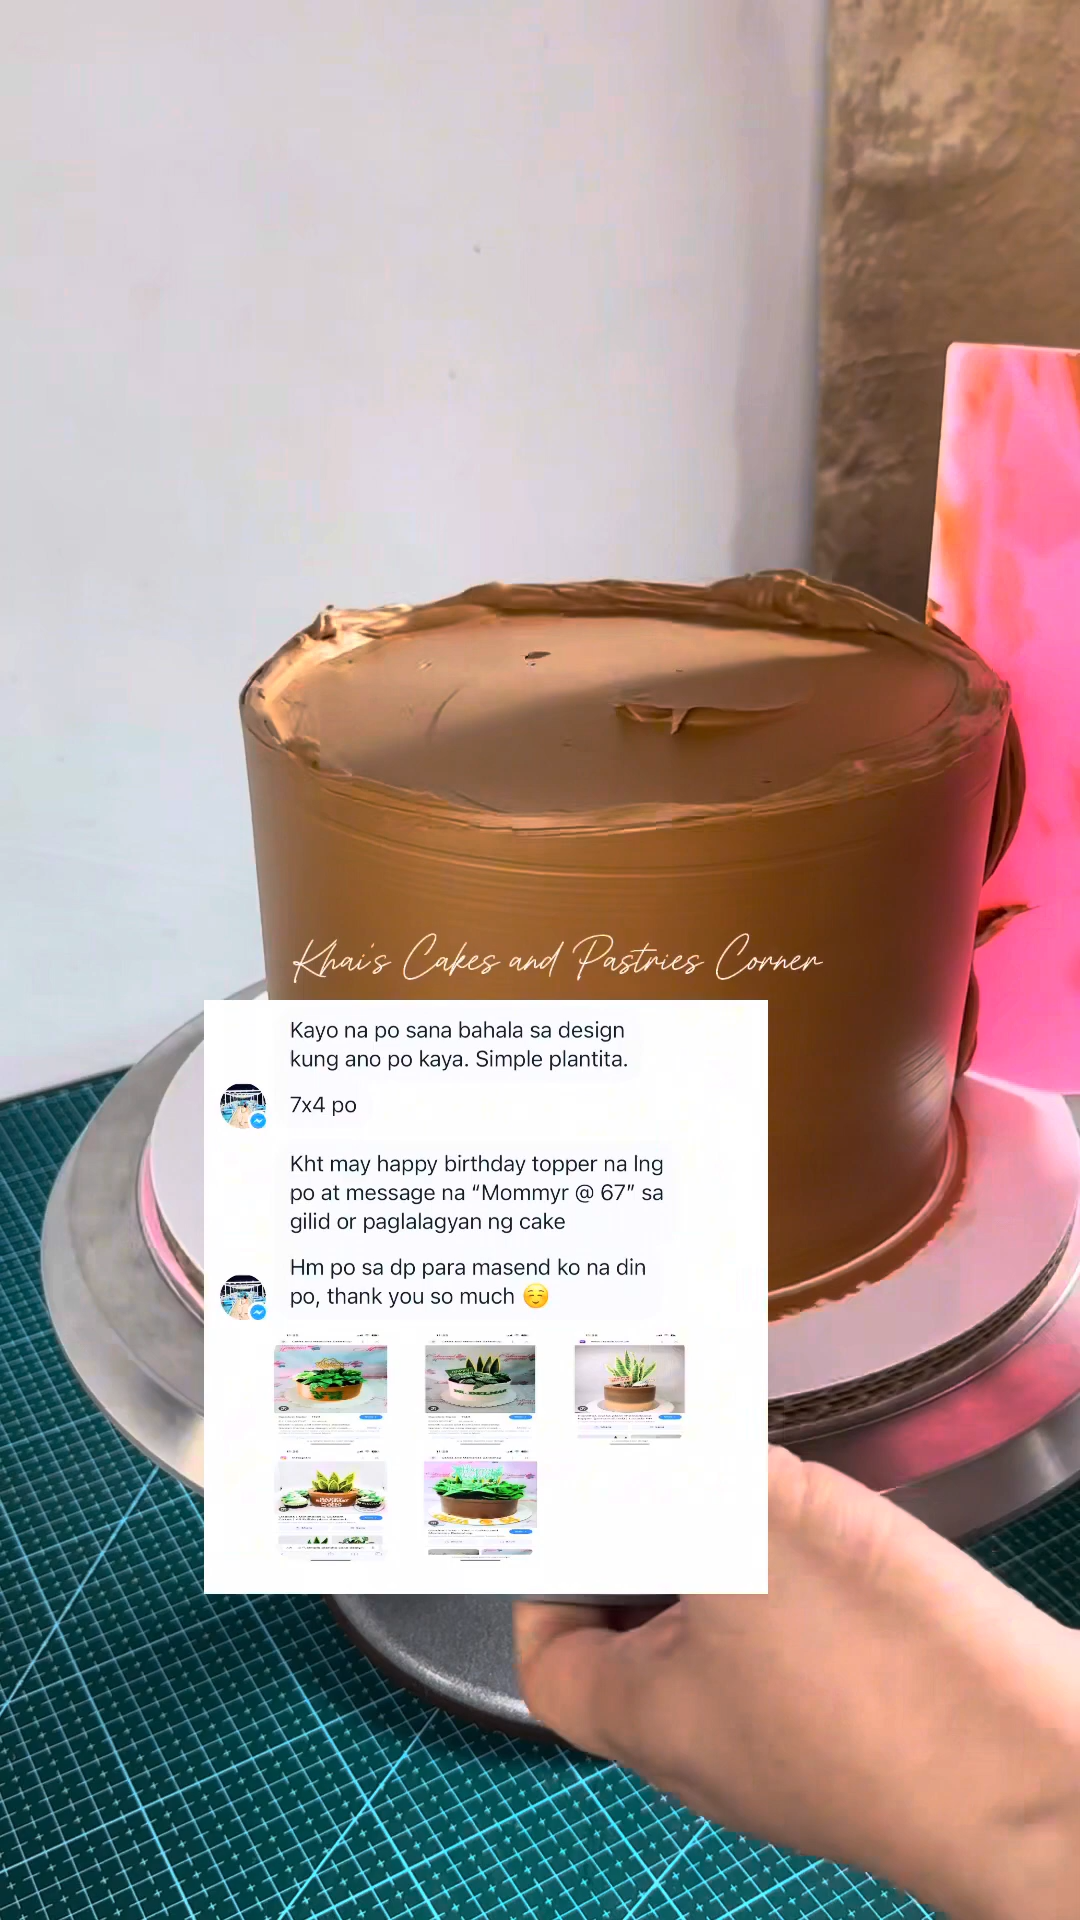 Khai's Cakes and Pastries Corner
Kayo na po sana bahala sa design
kung ano po kaya. Simple plantita.
7x4 po
Kht may happy birthday topper na lng
po at message na “Mommyr @ 67” sa
gilid or paglalagyan ng cake
Hm po sa dp para masend ko na din
po, thank you so much ☺️